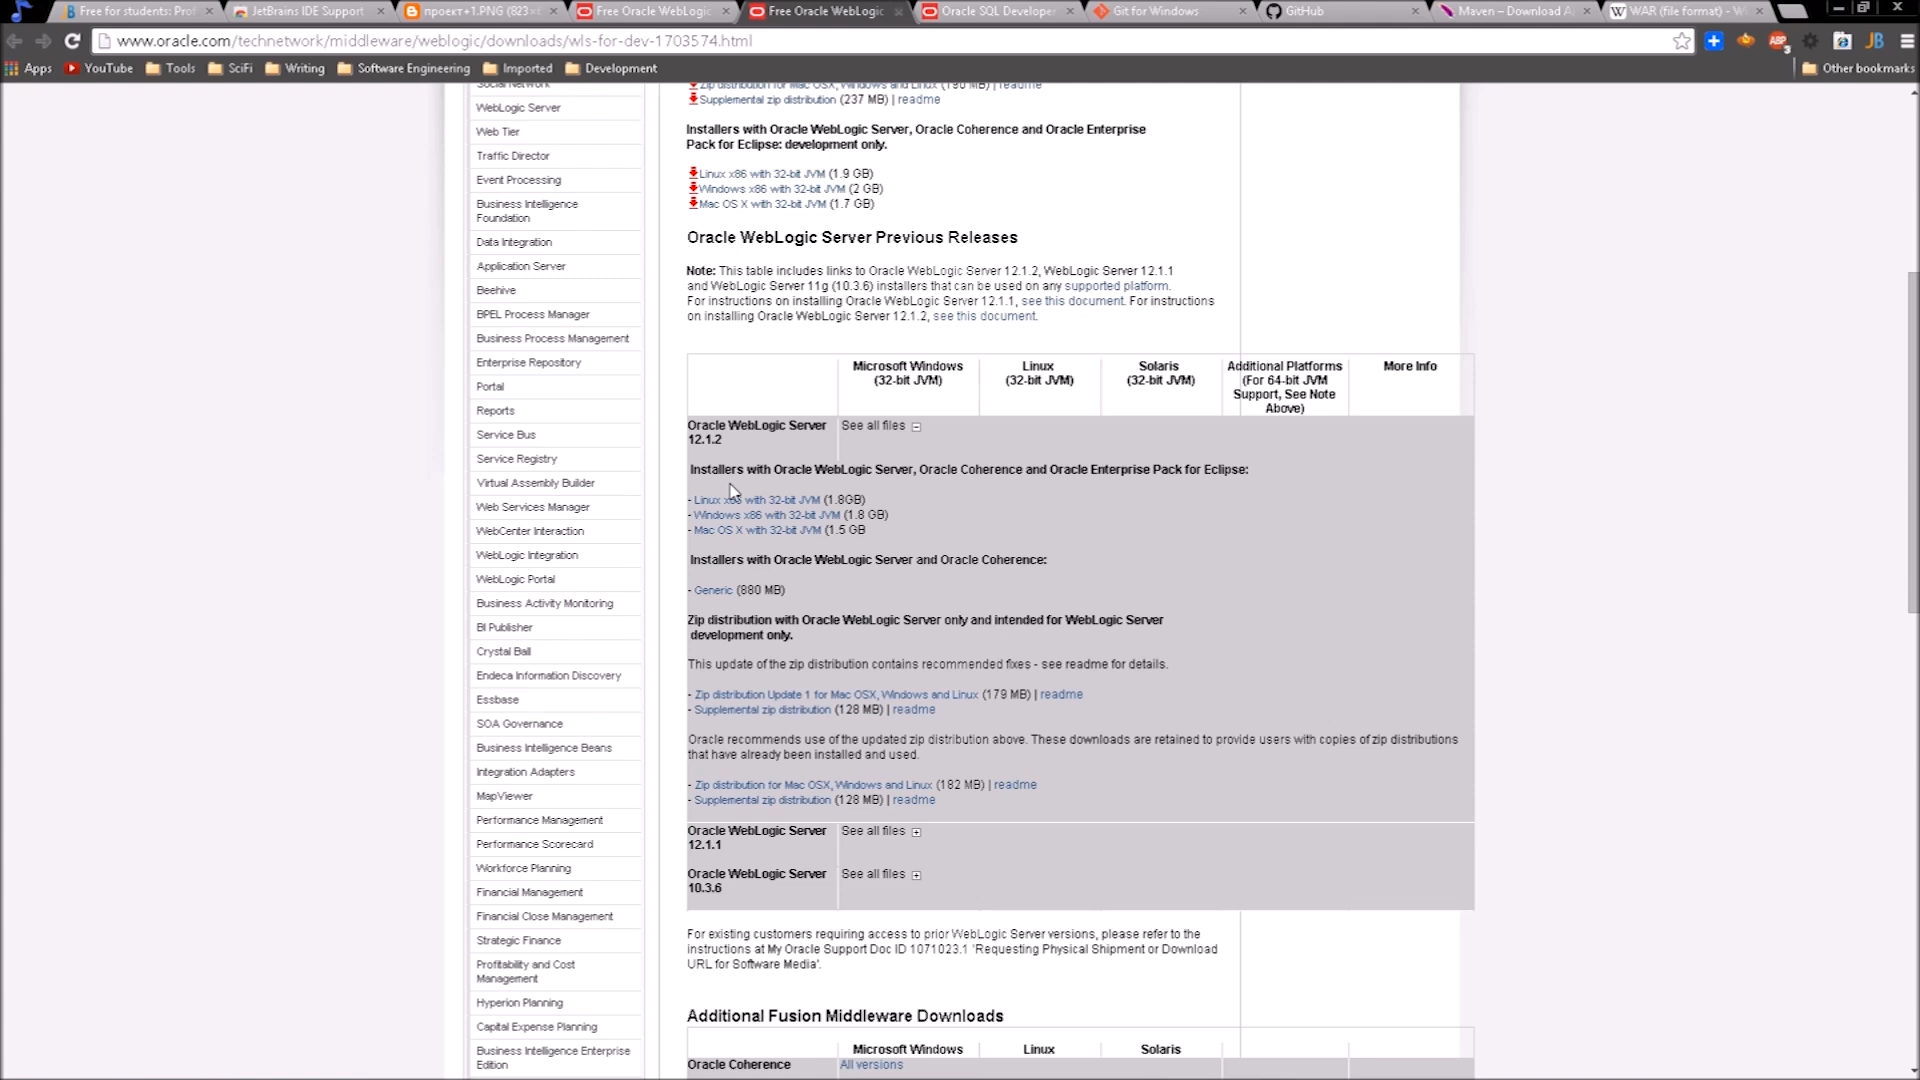 Free for students: Prof
JetBrains IDE Support
проект+1.PNG (823×6
Free Oracle WebLogic
Free Oracle WebLogic
Oracle SQL Developer
Git for Windows
GitHub
Maven – Download A
WAR (file format) - W
www.oracle.com/technetwork/middleware/weblogic/downloads/wls-for-dev-1703574.html
ABP
3
JB
Apps
YouTube
Tools
SciFi
Writing
Software Engineering
Imported
Development
Other bookmarks
Social Network
WebLogic Server
Web Tier
Traffic Director
Event Processing
Business Intelligence
Foundation
Data Integration
Application Server
Beehive
BPEL Process Manager
Business Process Management
Enterprise Repository
Portal
Reports
Service Bus
Service Registry
Virtual Assembly Builder
Web Services Manager
WebCenter Interaction
WebLogic Integration
WebLogic Portal
Business Activity Monitoring
BI Publisher
Crystal Ball
Endeca Information Discovery
Essbase
SOA Governance
Business Intelligence Beans
Integration Adapters
MapViewer
Performance Management
Performance Scorecard
Workforce Planning
Financial Management
Financial Close Management
Strategic Finance
Profitability and Cost
Management
Hyperion Planning
Capital Expense Planning
Business Intelligence Enterprise
Edition
Zip distribution for Mac OSX, Windows and Linux (190 MB) | readme
Supplemental zip distribution (237 MB) | readme
Installers with Oracle WebLogic Server, Oracle Coherence and Oracle Enterprise
Pack for Eclipse: development only.
Linux x86 with 32-bit JVM (1.9 GB)
Windows x86 with 32-bit JVM (2 GB)
Mac OS X with 32-bit JVM (1.7 GB)
Oracle WebLogic Server Previous Releases
Note: This table includes links to Oracle WebLogic Server 12.1.2, WebLogic Server 12.1.1
and WebLogic Server 11g (10.3.6) installers that can be used on any supported platform.
For instructions on installing Oracle WebLogic Server 12.1.1, see this document. For instructions
on installing Oracle WebLogic Server 12.1.2, see this document.
Microsoft Windows
(32-bit JVM)
Linux
(32-bit JVM)
Solaris
(32-bit JVM)
Additional Platforms
(For 64-bit JVM
Support, See Note
Above)
More Info
Oracle WebLogic Server
12.1.2
See all files
Installers with Oracle WebLogic Server, Oracle Coherence and Oracle Enterprise Pack for Eclipse:
- Linux x86 with 32-bit JVM (1.8GB)
- Windows x86 with 32-bit JVM (1.8 GB)
- Mac OS X with 32-bit JVM (1.5 GB
Installers with Oracle WebLogic Server and Oracle Coherence:
- Generic (880 MB)
Zip distribution with Oracle WebLogic Server only and intended for WebLogic Server
development only.
This update of the zip distribution contains recommended fixes - see readme for details.
- Zip distribution Update 1 for Mac OSX, Windows and Linux (179 MB) | readme
- Supplemental zip distribution (128 MB) | readme
Oracle recommends use of the updated zip distribution above. These downloads are retained to provide users with copies of zip distributions
that have already been installed and used.
- Zip distribution for Mac OSX, Windows and Linux (182 MB) | readme
- Supplemental zip distribution (128 MB) | readme
Oracle WebLogic Server
12.1.1
See all files
Oracle WebLogic Server
10.3.6
See all files
For existing customers requiring access to prior WebLogic Server versions, please refer to the
instructions at My Oracle Support Doc ID 1071023.1 'Requesting Physical Shipment or Download
URL for Software Media'.
Additional Fusion Middleware Downloads
Microsoft Windows
Linux
Solaris
Oracle Coherence
All versions